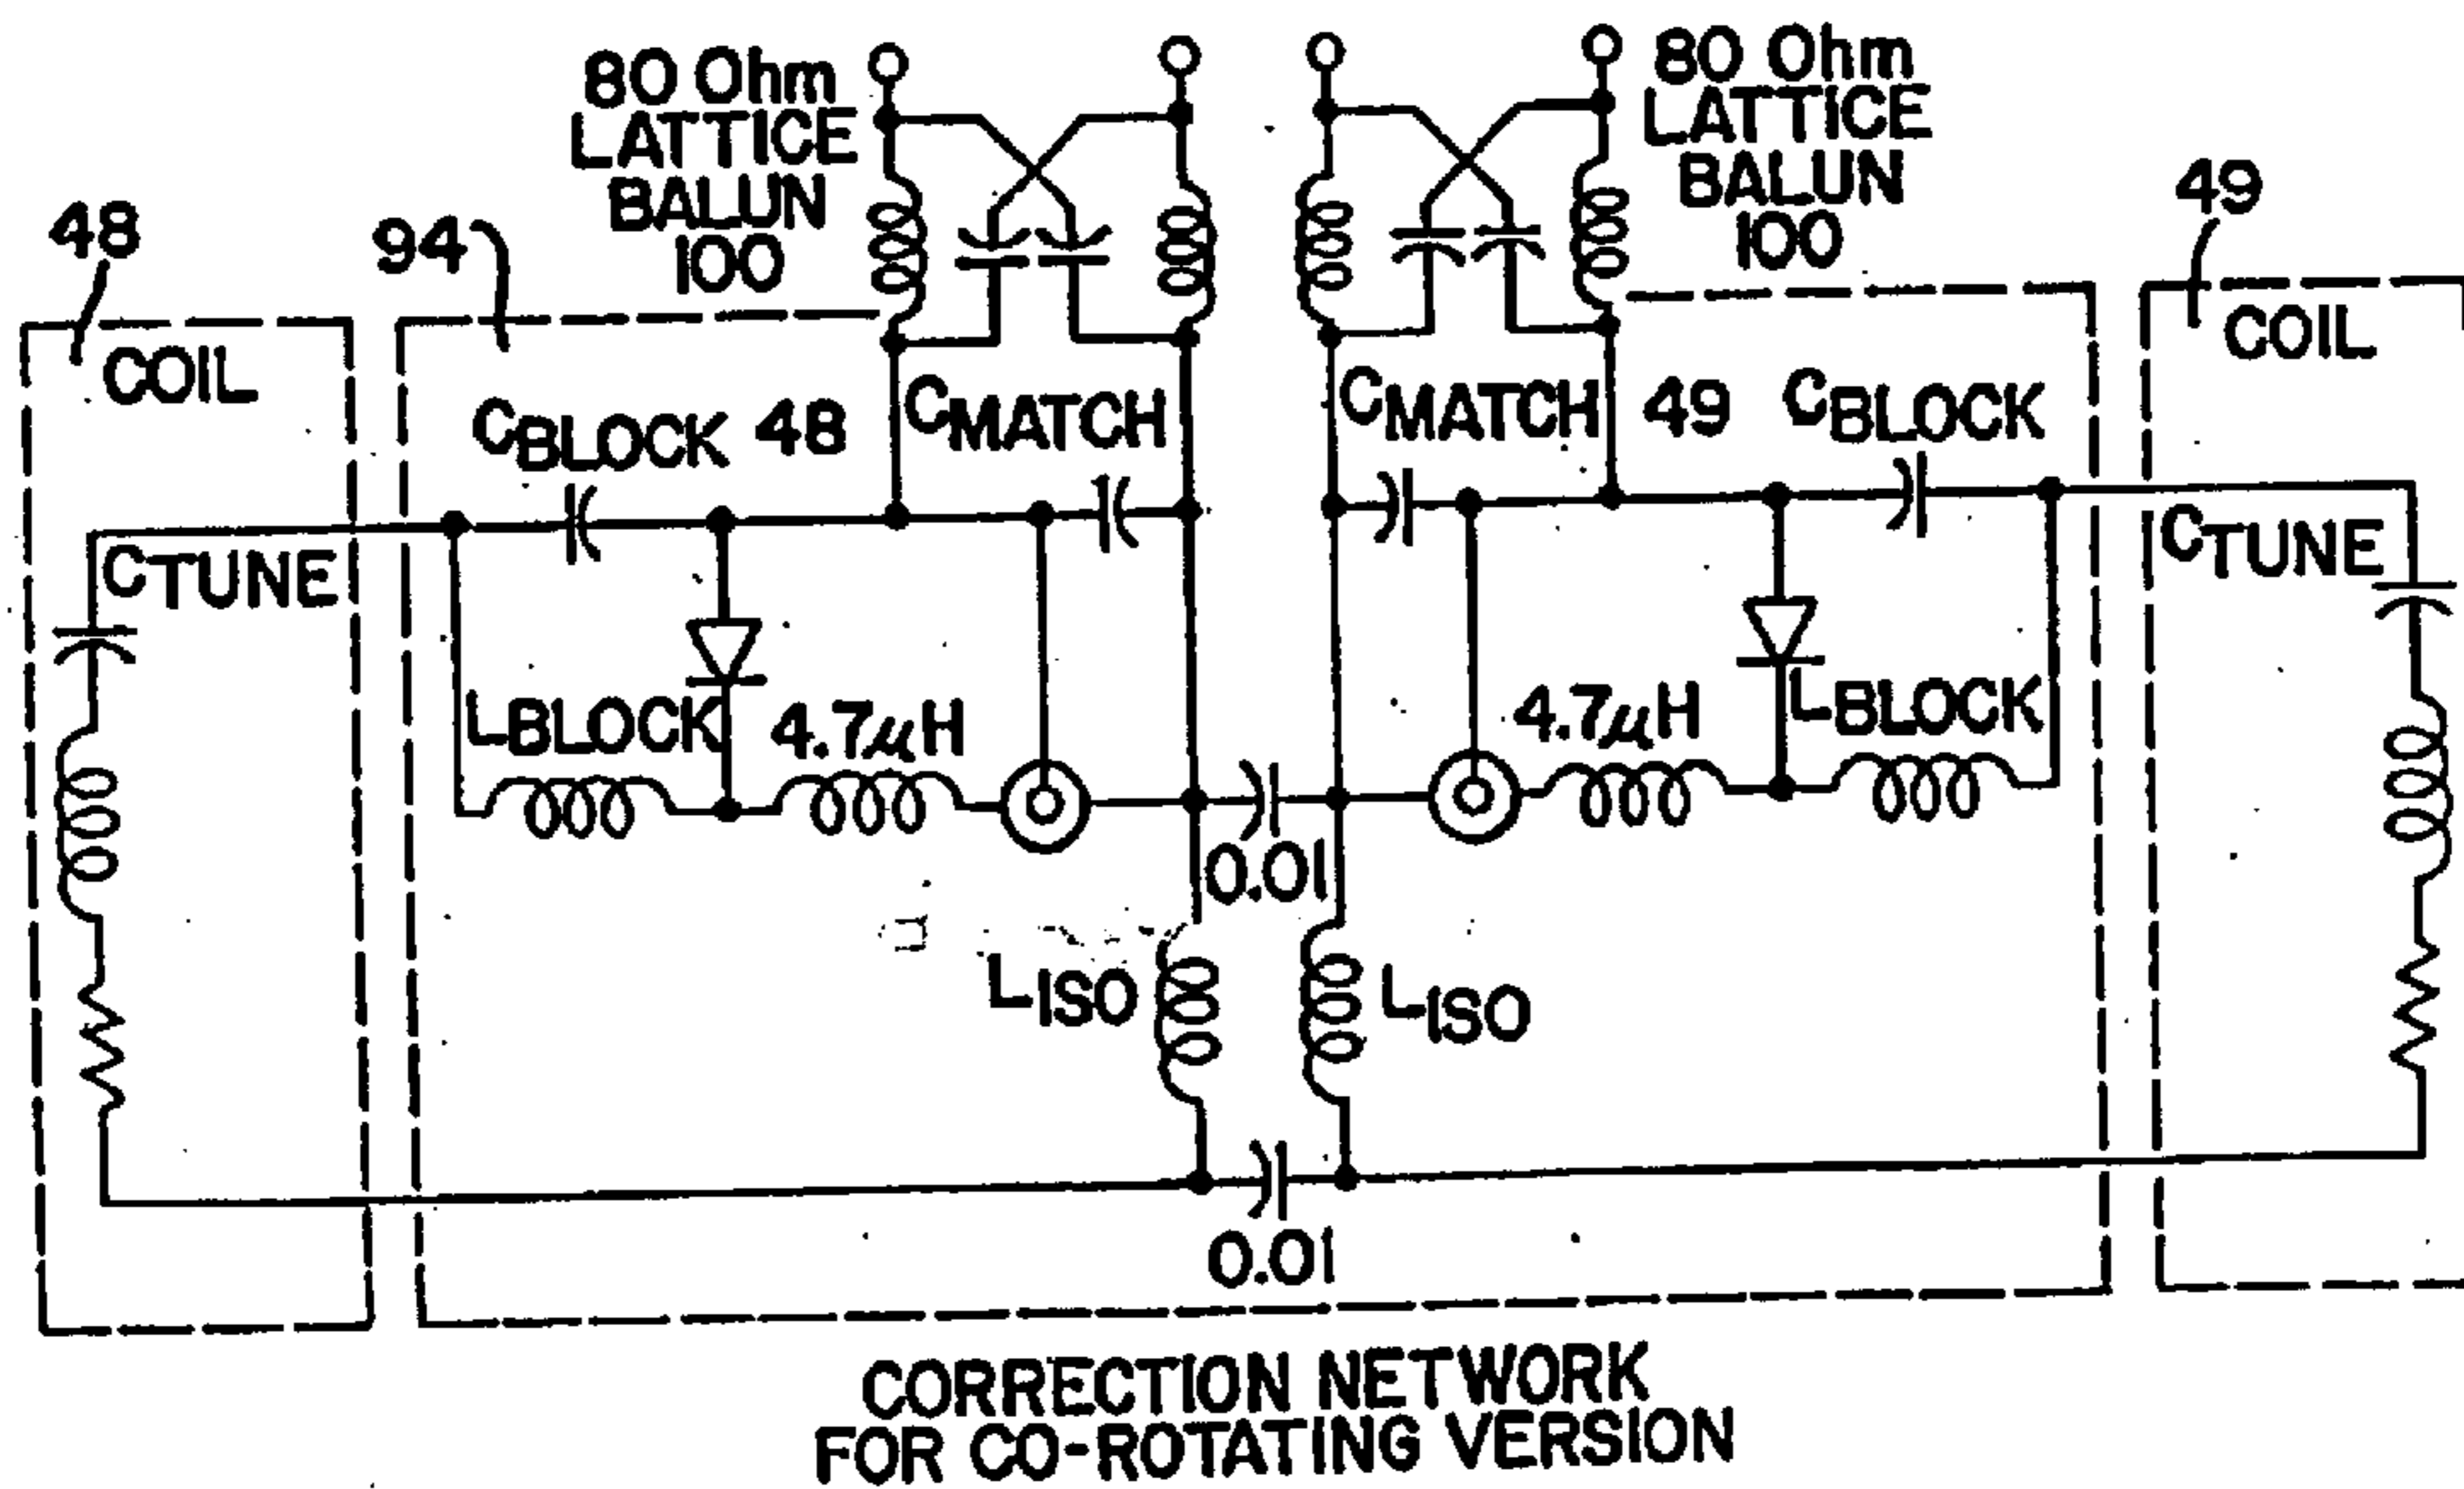 80 Ohm
LATTICE
BALUN
100
80 Ohm
LATTICE
BALUN
100
48
94
49
COIL
COIL
CBLOCK 48
CMATCH
CMATCH 49
CBLOCK
CTUNE
CTUNE
LBLOCK
4.7μH
4.7μH
LBLOCK
0.01
LISO
LISO
0.01
CORRECTION NETWORK
FOR CO-ROTATING VERSION